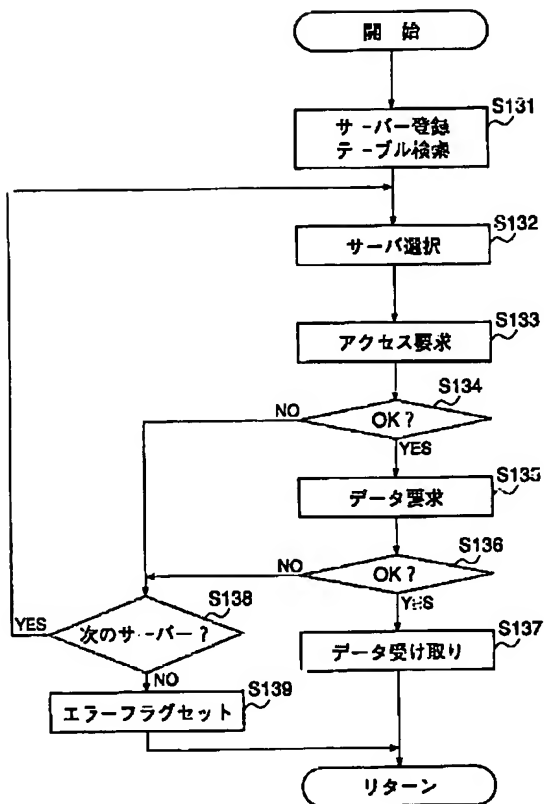 開 始
S131
サーバー登録
テーブル検索
S132
サーバ選択
S133
アクセス要求
S134
NO
OK?
YES
S135
データ要求
S136
NO
OK?
YES
S138
YES
次のサーバー?
S137
データ受け取り
NO
S139
エラーフラグセット
リターン